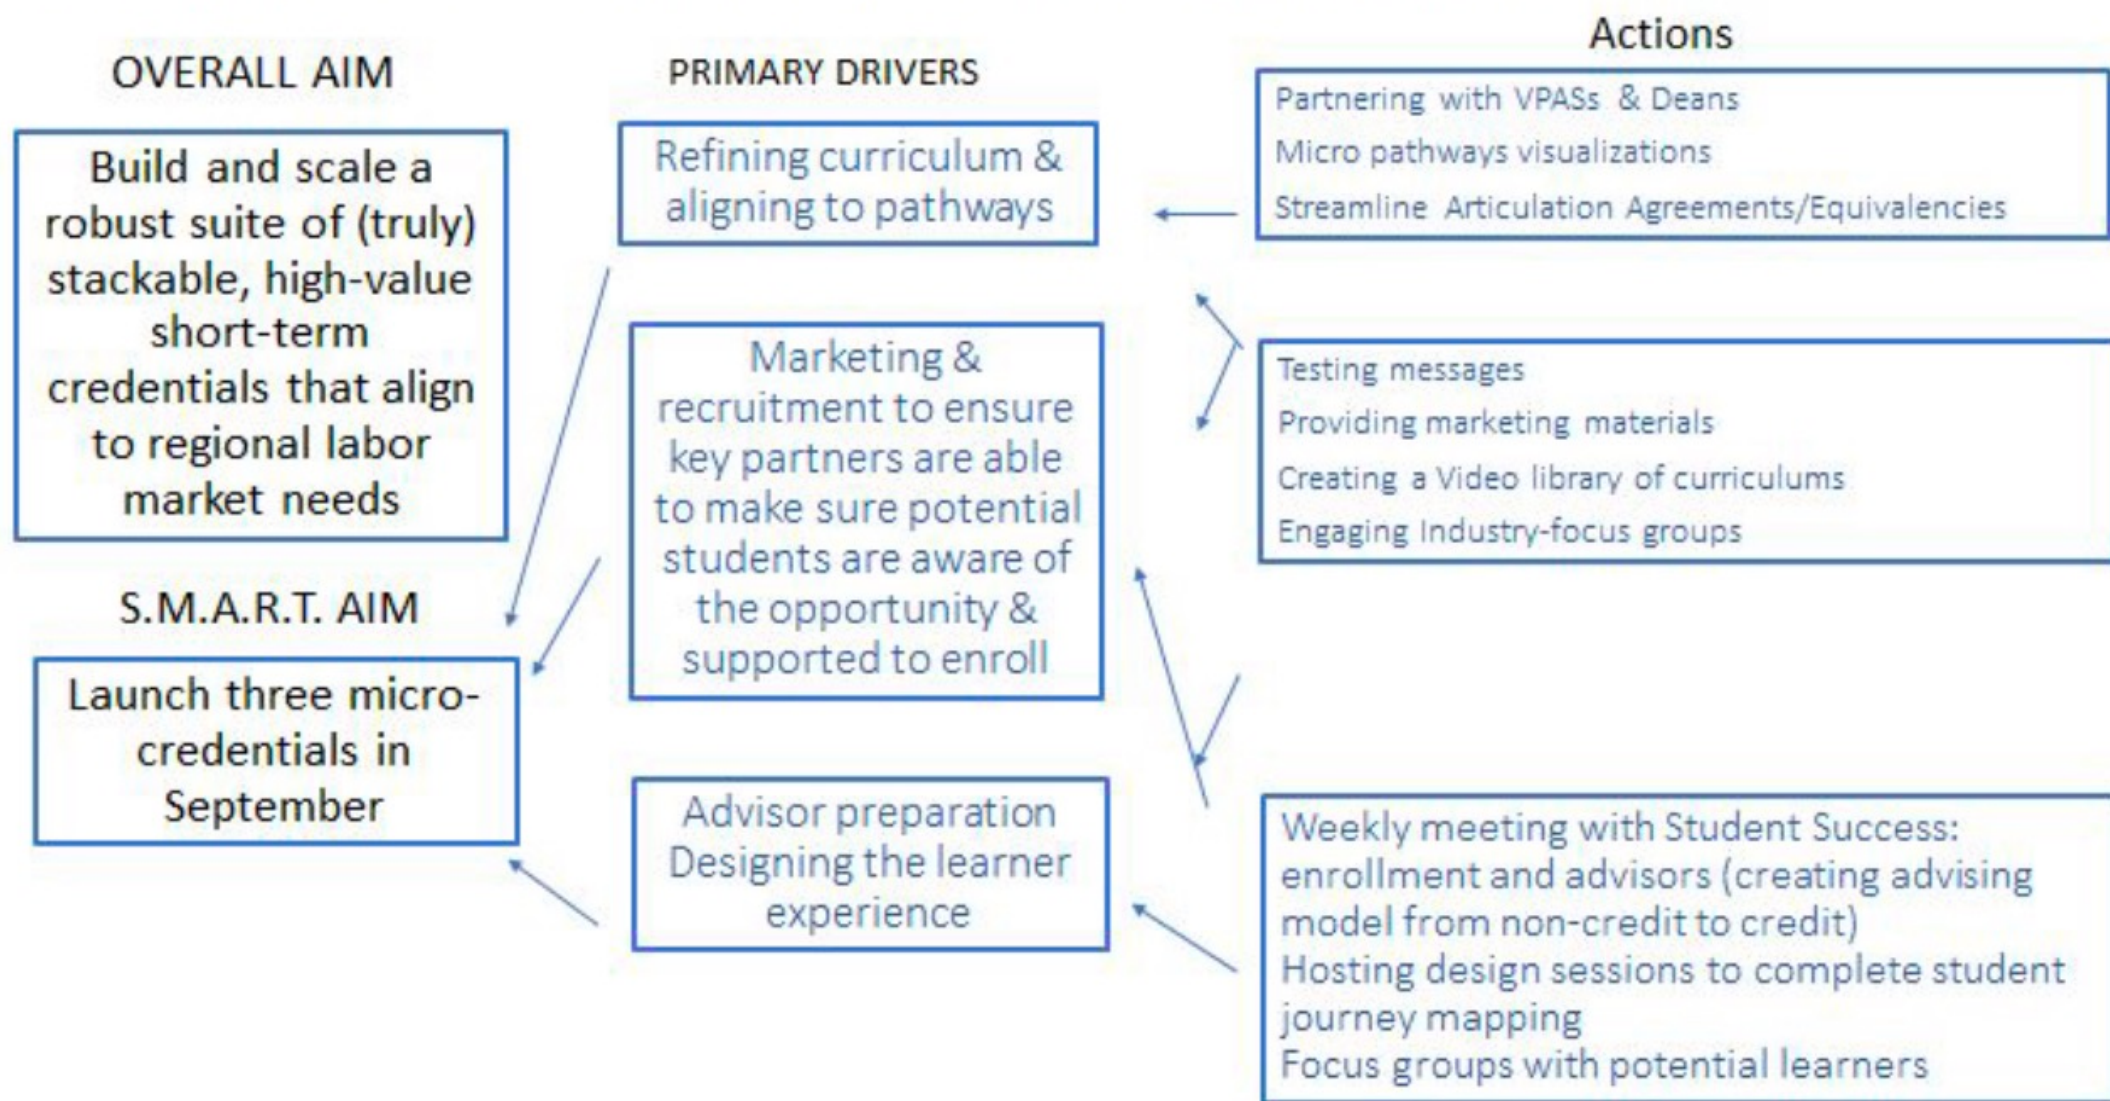 OVERALL AIM
Build and scale a
robust suite of (truly)
stackable, high-value
short-term
credentials that align
to regional labor
market needs
S.M.A.R.T. AIM
Launch three micro-
credentials in
September
PRIMARY DRIVERS
Refining curriculum &
aligning to pathways
Marketing &
recruitment to ensure
key partners are able
to make sure potential
students are aware of
the opportunity &
supported to enroll
Advisor preparation
Designing the learner
experience
Actions
Partnering with VPASs & Deans
Micro pathways visualizations
Streamline Articulation Agreements/Equivalencies
Testing messages
Providing marketing materials
Creating a Video library of curriculums
Engaging Industry-focus groups
Weekly meeting with Student Success:
enrollment and advisors (creating advising
model from non-credit to credit)
Hosting design sessions to complete student
journey mapping
Focus groups with potential learners